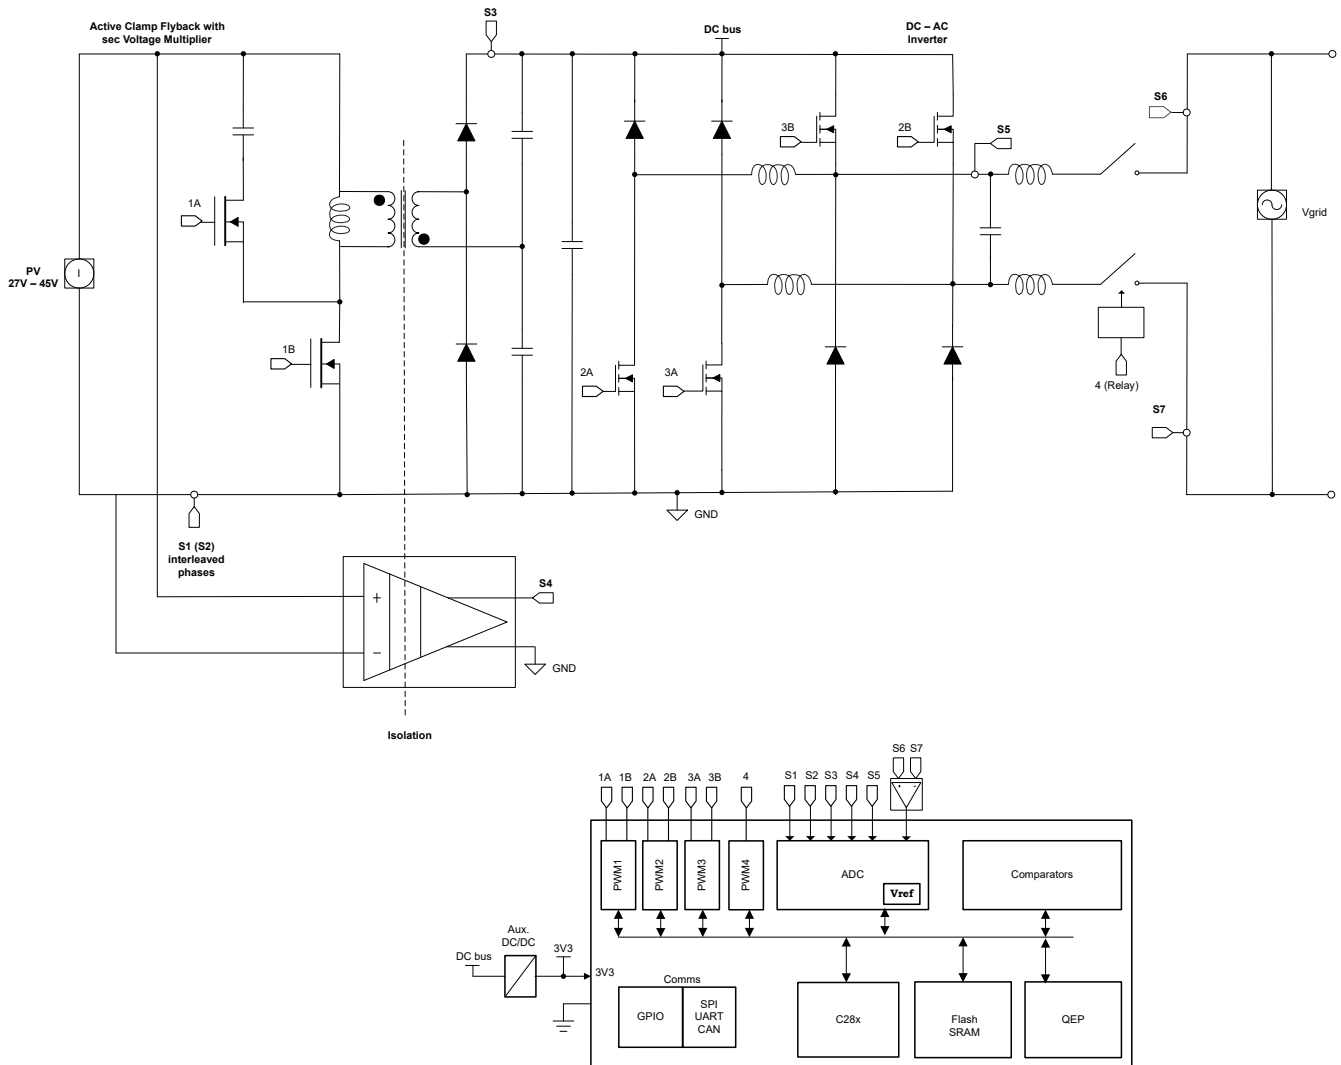 S3
Active Clamp Flyback with
sec Voltage Multiplier
DC bus
DC – AC
Inverter
S6
3B
2B
S5
1A
Vgrid
PV
27V – 45V
1B
2A
3A
4 (Relay)
S7
GND
S1 (S2)
interleaved
phases
S4
+
−
GND
Isolation
S6 S7
1A 1B 2A 2B 3A 3B 4 S1 S2 S3 S4 S5
+ -
PWM1
PWM2
PWM3
PWM4
ADC
Vref
Comparators
Aux.
DC/DC
DC bus
3V3
3V3
Comms
GPIO
SPI
UART
CAN
C28x
Flash
SRAM
QEP